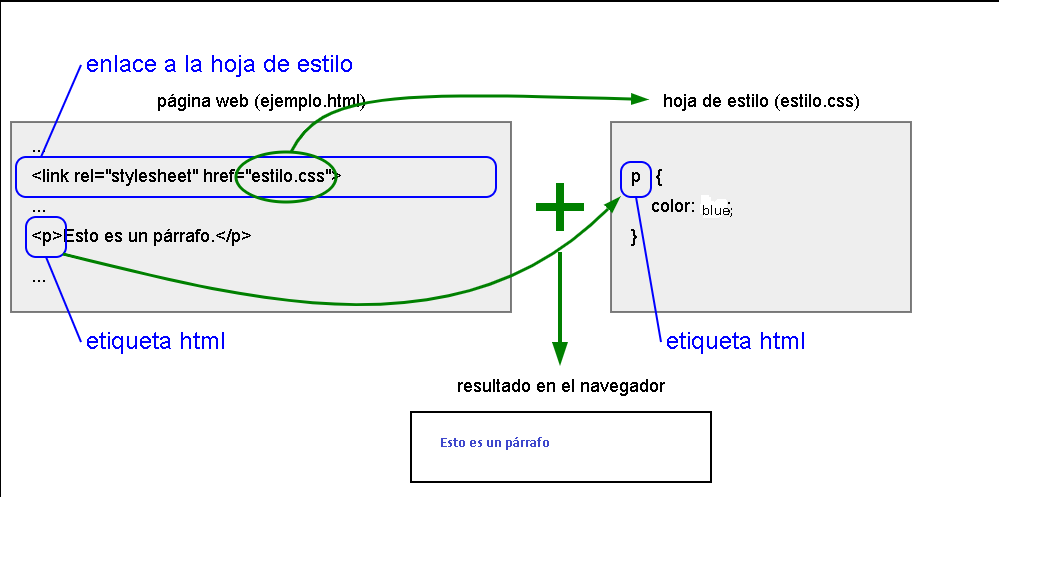 enlace a la hoja de estilo
página web (ejemplo.html)
...
<link rel="stylesheet" href="estilo.css">
...
<p>Esto es un párrafo.</p>
...
etiqueta html
hoja de estilo (estilo.css)
p {
color: blue;
}
etiqueta html
resultado en el navegador
Esto es un párrafo